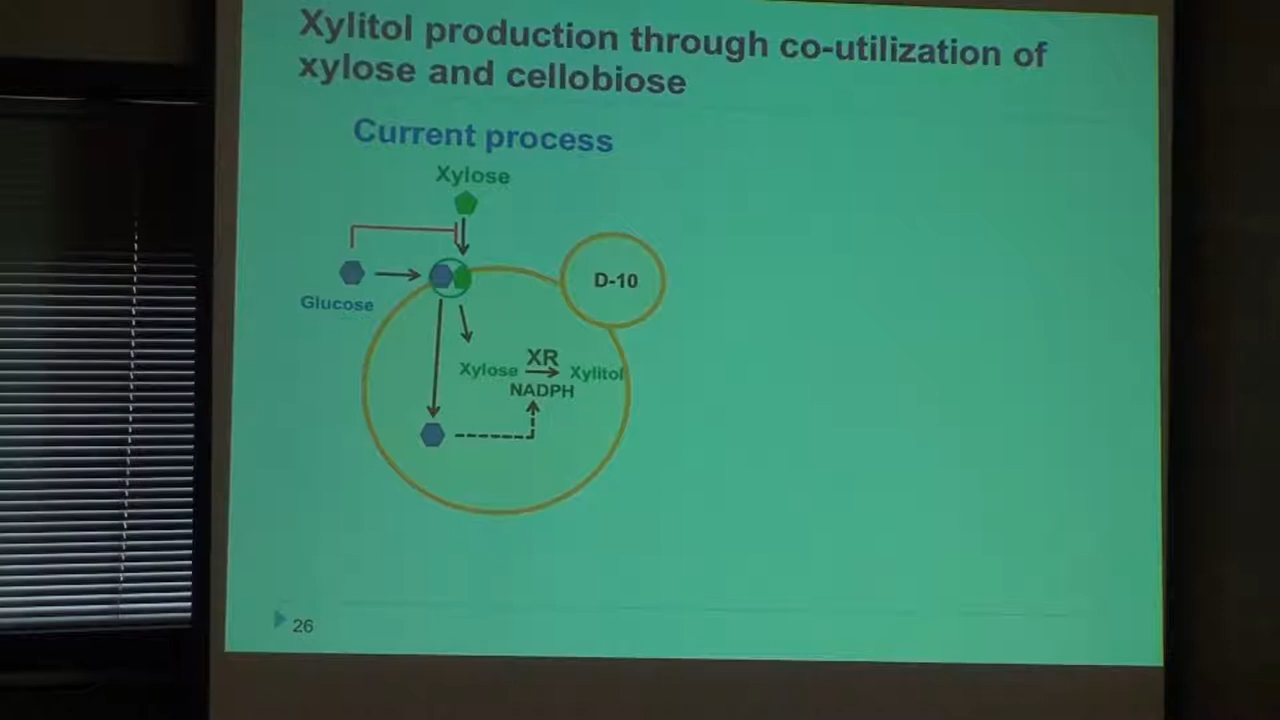 Xylitol production through co-utilization of
xylose and cellobiose
Current process
Xylose
Glucose
D-10
XR
Xylose
Xylitol
NADPH
26